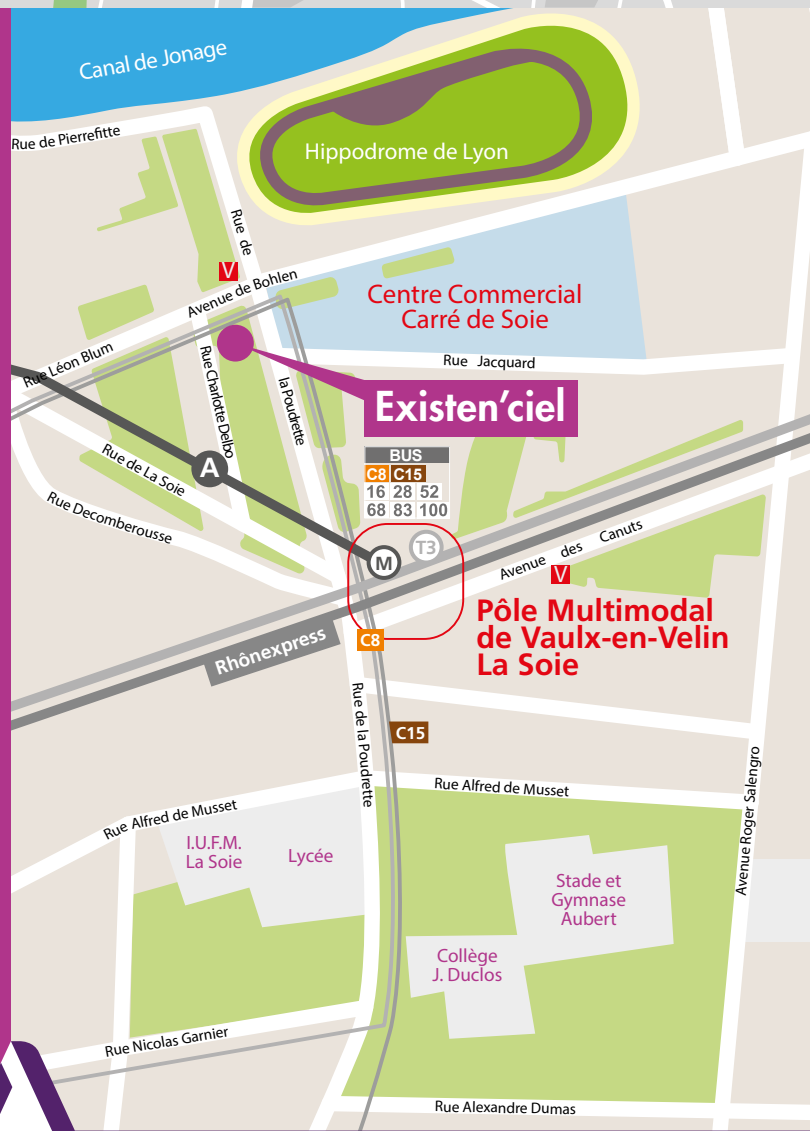 Canal de Jonage
Rue de Pierrefitte
Hippodrome de Lyon
Rue de
la Poudrette
V
Avenue de Bohlen
Centre Commercial
Carré de Soie
Rue Léon Blum
Rue Charlotte Delbo
Rue Jacquard
Existen'ciel
BUS
C8 C15
16 28 52
68 83 100
A
Rue de La Soie
Rue Decomberousse
M
T3
Avenue des Canuts
V
Pôle Multimodal
de Vaulx-en-Velin
La Soie
Rhônexpress
C8
C15
Rue de la Poudrette
Avenue Roger Salengro
Rue Alfred de Musset
Rue Alfred de Musset
I.U.F.M.
La Soie
Lycée
Stade et
Gymnase
Aubert
Collège
J. Duclos
Rue Nicolas Garnier
Rue Alexandre Dumas